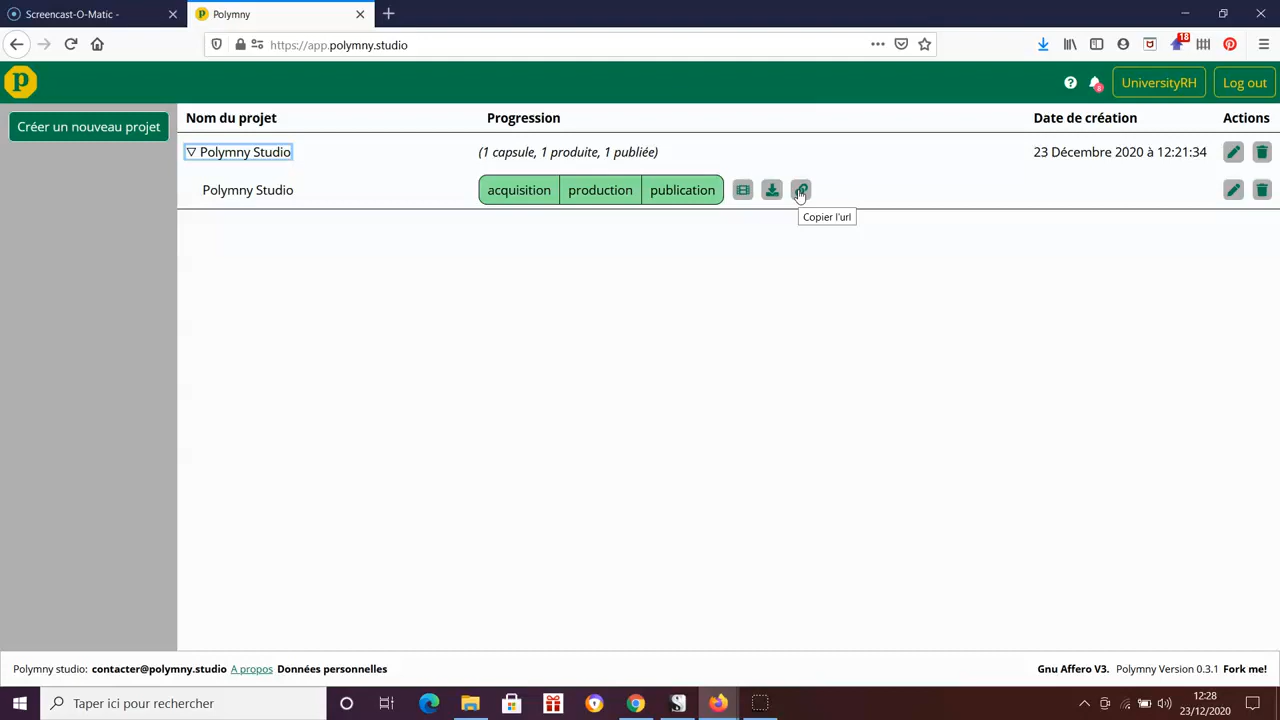 Screencast-O-Matic -
Polymny
https://app.polymny.studio
18
p
UniversityRH
Log out
Créer un nouveau projet
Nom du projet
Progression
Date de création
Actions
▽ Polymny Studio
(1 capsule, 1 produite, 1 publiée)
23 Décembre 2020 à 12:21:34
Polymny Studio
acquisition
production
publication
Copier l'url
Polymny studio: contacter@polymny.studio A propos Données personnelles
Gnu Affero V3. Polymny Version 0.3.1 Fork me!
Taper ici pour rechercher
12:28
23/12/2020